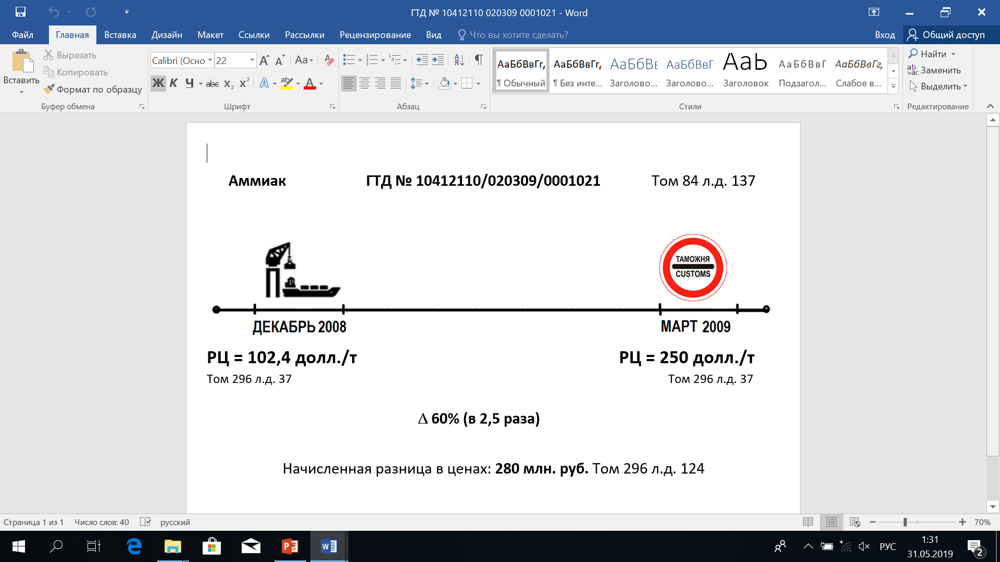 ГТД № 10412110 020309 0001021 - Word
Файл Главная Вставка Дизайн Макет Ссылки Рассылки Рецензирование Вид Что вы хотите сделать? Вход Общий доступ
Вставить
Вырезать
Копировать
Формат по образцу
Буфер обмена
Calibri (Осно 22
Ж К Ч abc x₂ x²
Шрифт
Абзац
АаБбВвГг, АаБбВвГг, АаБбВв АаБбВвГ Ааb АаБбВвГ АаБбВвГг,
¶ Обычный ¶ Без инте... Заголово... Заголово... Заголовок Подзагол... Слабое в...
Стили
Найти
Заменить
Выделить
Редактирование
Аммиак ГТД № 10412110/020309/0001021 Том 84 л.д. 137
ТАМОЖНЯ
CUSTOMS
ДЕКАБРЬ 2008 МАРТ 2009
РЦ = 102,4 долл./т РЦ = 250 долл./т
Том 296 л.д. 37 Том 296 л.д. 37
∆ 60% (в 2,5 раза)
Начисленная разница в ценах: 280 млн. руб. Том 296 л.д. 124
Страница 1 из 1 Число слов: 40 русский 70%
РУС 1:31
31.05.2019
2